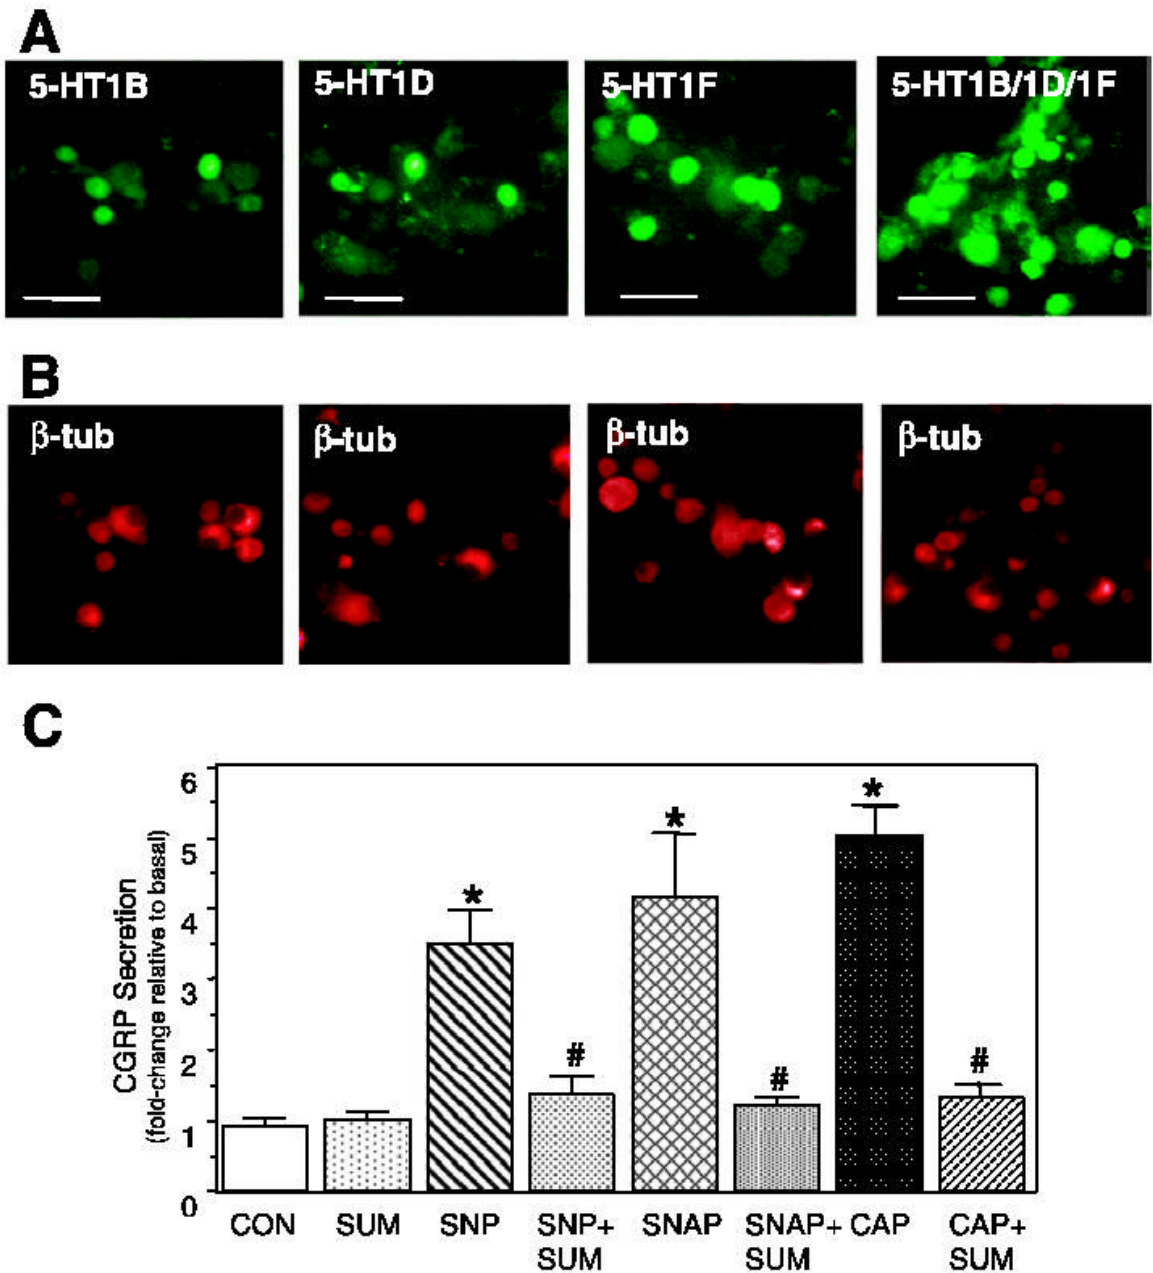 A
5-HT1B
5-HT1D
5-HT1F
5-HT1B/1D/1F
B
β-tub
β-tub
β-tub
β-tub
C
CGRP Secretion
(fold-change relative to basal)
6
5
4
3
2
1
0
*
#
*
#
*
#
CON
SUM
SNP
SNP+
SUM
SNAP
SNAP+
SUM
CAP
CAP+
SUM